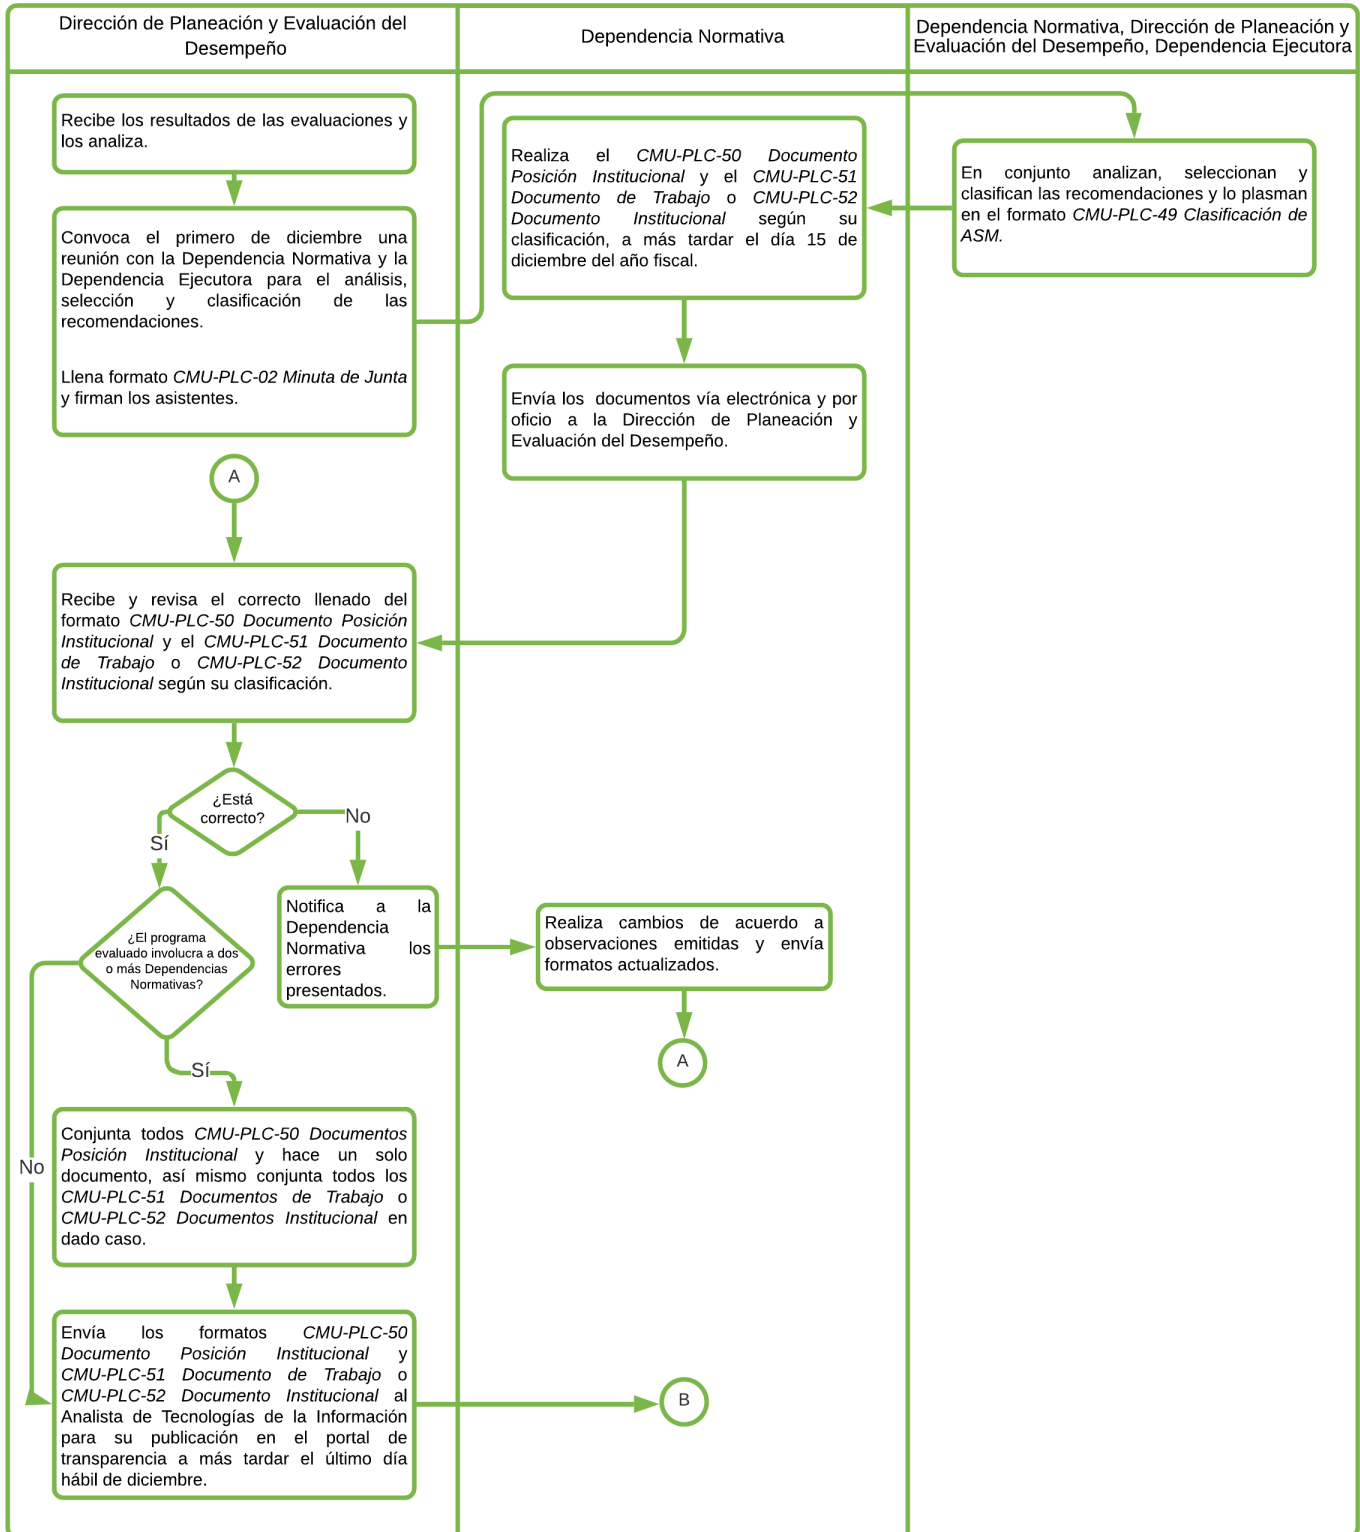 Dirección de Planeación y Evaluación del
Desempeño
Dependencia Normativa
Dependencia Normativa, Dirección de Planeación y
Evaluación del Desempeño, Dependencia Ejecutora
Recibe los resultados de las evaluaciones y
los analiza.
Convoca el primero de diciembre una
reunión con la Dependencia Normativa y la
Dependencia Ejecutora para el análisis,
selección y clasificación de las
recomendaciones.
Llena formato CMU-PLC-02 Minuta de Junta
y firman los asistentes.
En conjunto analizan, seleccionan y
clasifican las recomendaciones y lo plasman
en el formato CMU-PLC-49 Clasificación de
ASM.
Realiza el CMU-PLC-50 Documento
Posición Institucional y el CMU-PLC-51
Documento de Trabajo o CMU-PLC-52
Documento Institucional según su
clasificación, a más tardar el día 15 de
diciembre del año fiscal.
Envía los documentos vía electrónica y por
oficio a la Dirección de Planeación y
Evaluación del Desempeño.
A
Recibe y revisa el correcto llenado del
formato CMU-PLC-50 Documento Posición
Institucional y el CMU-PLC-51 Documento
de Trabajo o CMU-PLC-52 Documento
Institucional según su clasificación.
¿Está
correcto?
No
Sí
Notifica a la
Dependencia
Normativa los
errores
presentados.
Realiza cambios de acuerdo a
observaciones emitidas y envía
formatos actualizados.
A
¿El programa
evaluado involucra a dos
o más Dependencias
Normativas?
Sí
No
Conjunta todos CMU-PLC-50 Documentos
Posición Institucional y hace un solo
documento, así mismo conjunta todos los
CMU-PLC-51 Documentos de Trabajo o
CMU-PLC-52 Documentos Institucional en
dado caso.
Envía los formatos CMU-PLC-50
Documento Posición Institucional y
CMU-PLC-51 Documento de Trabajo o
CMU-PLC-52 Documento Institucional al
Analista de Tecnologías de la Información
para su publicación en el portal de
transparencia a más tardar el último día
hábil de diciembre.
B